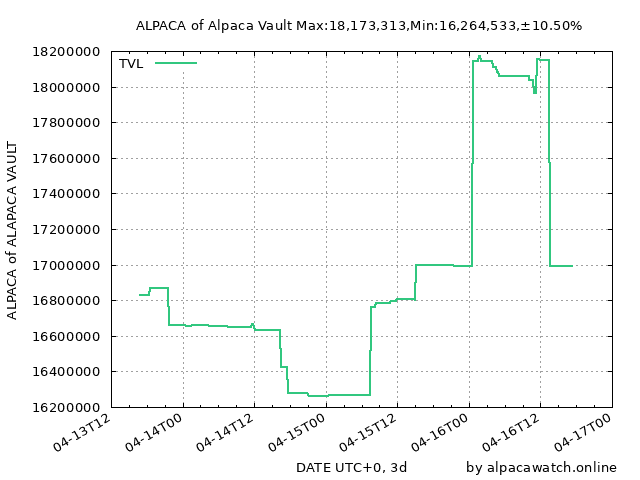 ALPACA of Alpaca Vault Max:18,173,313,Min:16,264,533,±10.50%
TVL
18200000
18000000
17800000
17600000
17400000
17200000
17000000
16800000
16600000
16400000
16200000
ALPACA of ALAPACA VAULT
04-13T12
04-14T00
04-14T12
04-15T00
04-15T12
04-16T00
04-16T12
04-17T00
DATE UTC+0, 3d
by alpacawatch.online